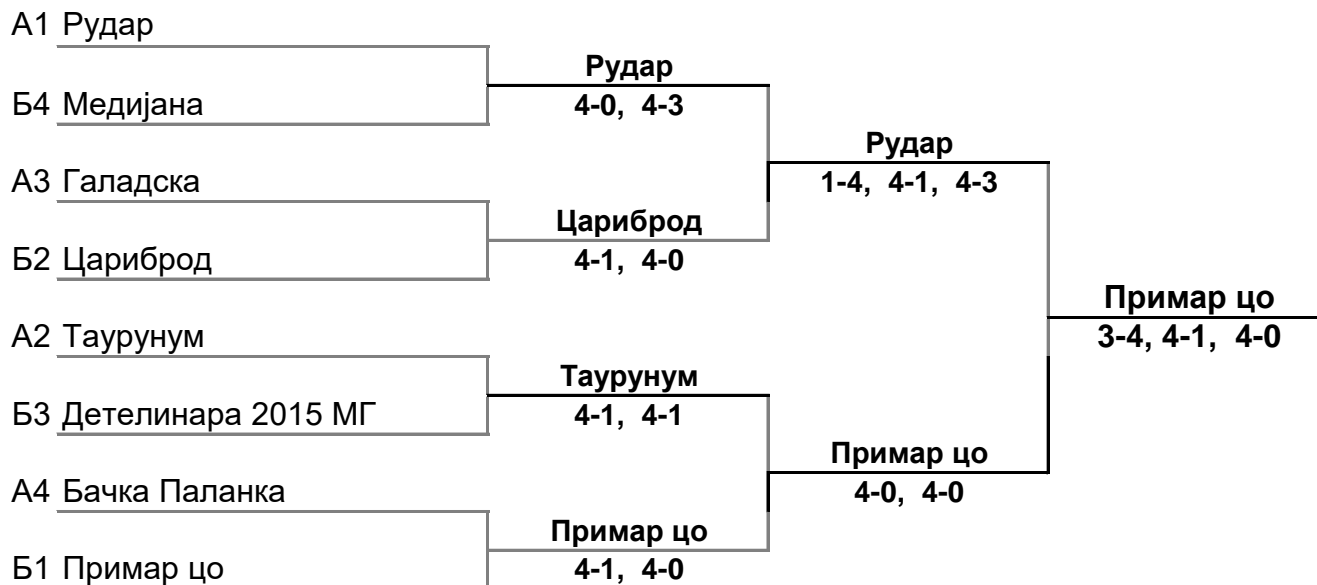 А1 Рудар
Рудар
Б4 Медијана
4-0, 4-3
Рудар
А3 Галадска
1-4, 4-1, 4-3
Цариброд
Б2 Цариброд
4-1, 4-0
Примар цо
А2 Таурунум
3-4, 4-1, 4-0
Таурунум
Б3 Детелинара 2015 МГ
4-1, 4-1
Примар цо
А4 Бачка Паланка
4-0, 4-0
Примар цо
Б1 Примар цо
4-1, 4-0